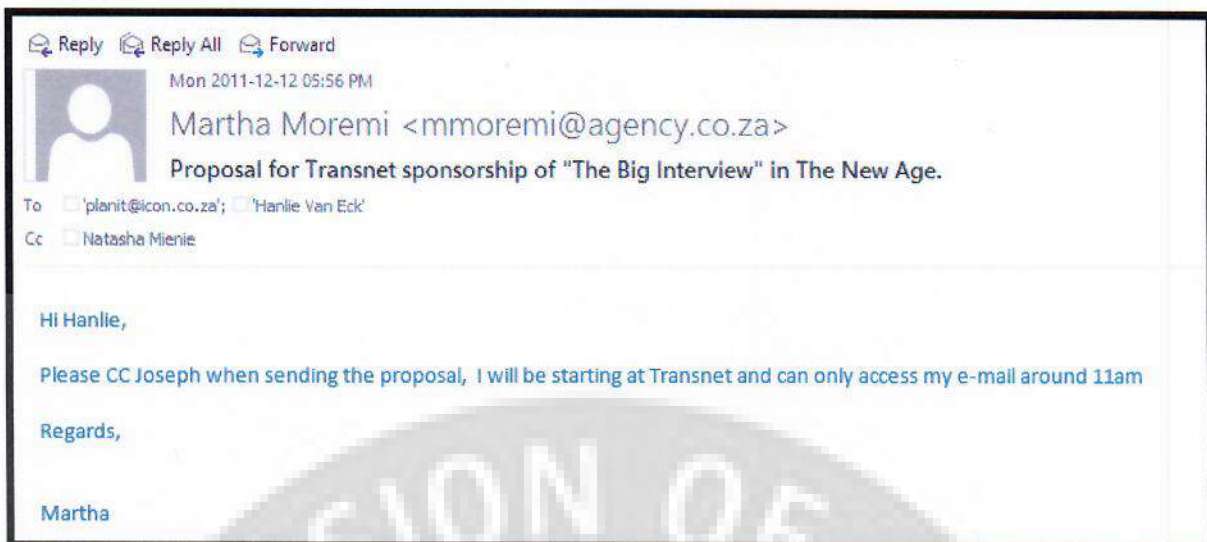 Reply Reply All Forward
Mon 2011-12-12 05:56 PM
Martha Moremi <mmoremi@agency.co.za>
Proposal for Transnet sponsorship of "The Big Interview" in The New Age.
To 'planit@icon.co.za'; 'Hanlie Van Eck'
Cc Natasha Mienie
Hi Hanlie,
Please CC Joseph when sending the proposal, I will be starting at Transnet and can only access my e-mail around 11am
Regards,
Martha
SION OF